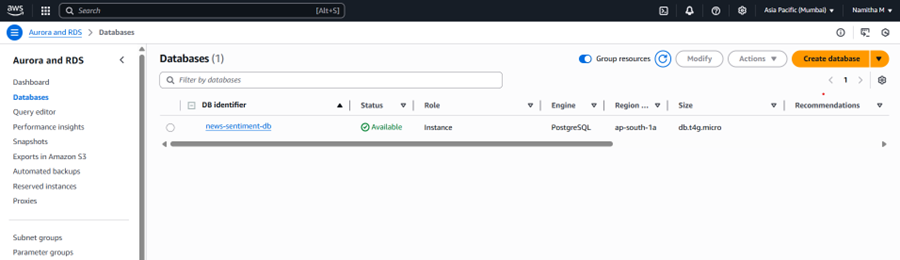 aws Search [Alt+S] Asia Pacific (Mumbai) Namitha M
Aurora and RDS > Databases
Aurora and RDS
Dashboard
Databases
Query editor
Performance insights
Snapshots
Exports in Amazon S3
Automated backups
Reserved instances
Proxies
Subnet groups
Parameter groups
Databases (1) Group resources Modify Actions Create database
Filter by databases 1
DB identifier Status Role Engine Region ... Size Recommendations
news-sentiment-db Available Instance PostgreSQL ap-south-1a db.t4g.micro